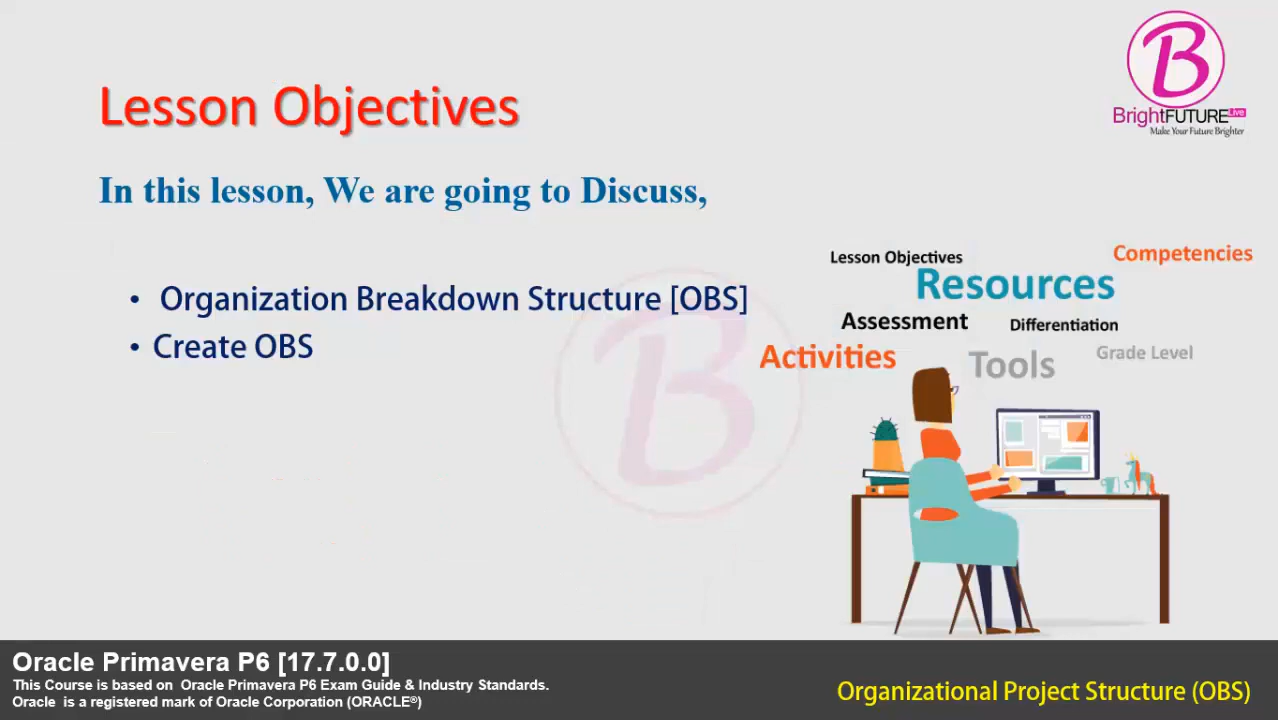 B
BrightFUTURE Live
Make Your Future Brighter
Lesson Objectives
In this lesson, We are going to Discuss,
• Organization Breakdown Structure [OBS]
• Create OBS
Lesson Objectives
Competencies
Resources
Assessment
Differentiation
Activities
Tools
Grade Level
B
Oracle Primavera P6 [17.7.0.0]
This Course is based on Oracle Primavera P6 Exam Guide & Industry Standards.
Oracle is a registered mark of Oracle Corporation (ORACLE®)
Organizational Project Structure (OBS)